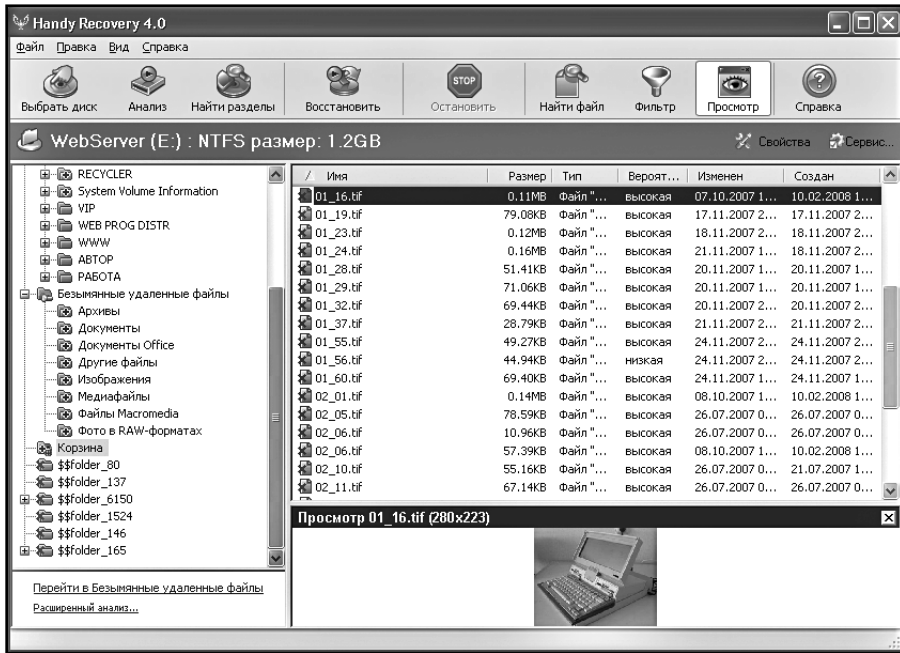 Handy Recovery 4.0
Файл Правка Вид Справка
Выбрать диск Анализ Найти разделы Восстановить Остановить Найти файл Фильтр Просмотр Справка
STOP
WebServer (E:) : NTFS размер: 1.2GB Свойства Сервис...
RECYCLER
System Volume Information
VIP
WEB PROG DISTR
WWW
АВТОР
РАБОТА
Безымянные удаленные файлы
Архивы
Документы
Документы Office
Другие файлы
Изображения
Медиафайлы
Файлы Macromedia
Фото в RAW-форматах
Корзина
$$folder_80
$$folder_137
$$folder_6150
$$folder_1524
$$folder_146
$$folder_165
Перейти в Безымянные удаленные файлы
Расширенный анализ...
/ Имя Размер Тип Вероят... Изменен Создан
01_16.tif 0.11MB Файл "... высокая 07.10.2007 1... 10.02.2008 1...
01_19.tif 79.08KB Файл "... высокая 17.11.2007 2... 17.11.2007 2...
01_23.tif 0.12MB Файл "... высокая 18.11.2007 2... 18.11.2007 2...
01_24.tif 0.16MB Файл "... высокая 21.11.2007 1... 18.11.2007 2...
01_28.tif 51.41KB Файл "... высокая 20.11.2007 1... 20.11.2007 1...
01_29.tif 71.06KB Файл "... высокая 20.11.2007 1... 20.11.2007 1...
01_32.tif 69.44KB Файл "... высокая 20.11.2007 2... 20.11.2007 2...
01_37.tif 28.79KB Файл "... высокая 21.11.2007 2... 21.11.2007 2...
01_55.tif 49.27KB Файл "... высокая 24.11.2007 2... 24.11.2007 2...
01_56.tif 44.94KB Файл "... низкая 24.11.2007 2... 24.11.2007 2...
01_60.tif 69.40KB Файл "... высокая 24.11.2007 1... 24.11.2007 1...
02_01.tif 0.14MB Файл "... высокая 08.10.2007 1... 10.02.2008 1...
02_05.tif 78.59KB Файл "... высокая 26.07.2007 0... 26.07.2007 0...
02_06.tif 10.96KB Файл "... высокая 26.07.2007 0... 26.07.2007 0...
02_06.tif 57.39KB Файл "... высокая 08.10.2007 1... 10.02.2008 1...
02_10.tif 55.16KB Файл "... высокая 26.07.2007 0... 21.07.2007 1...
02_11.tif 67.14KB Файл "... высокая 26.07.2007 0... 26.07.2007 0...
Просмотр 01_16.tif (280x223)